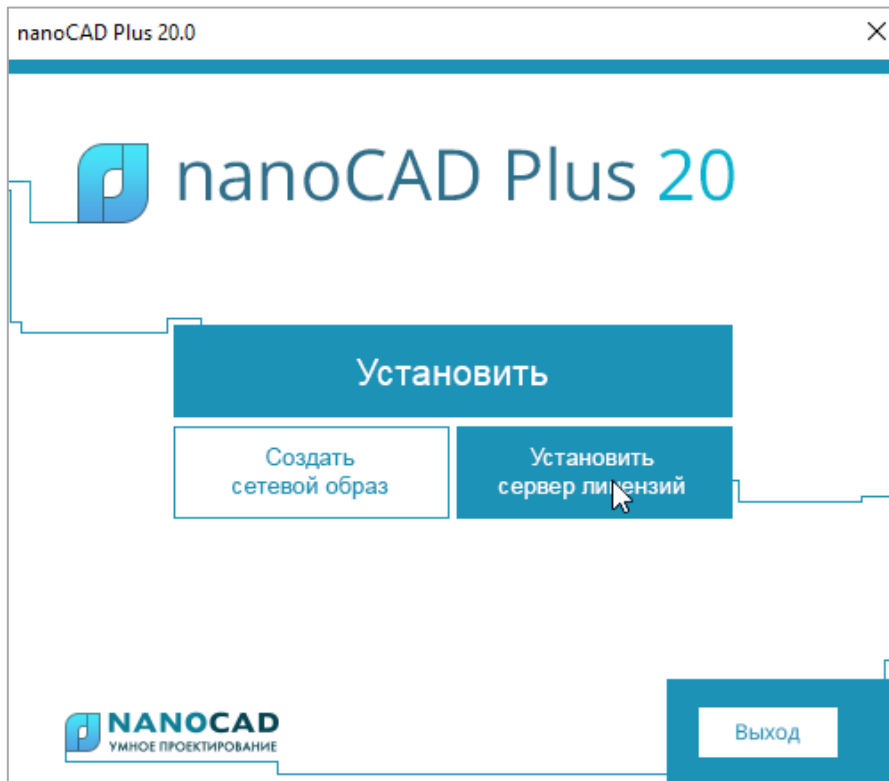 nanoCAD Plus 20.0
nanoCAD Plus 20
Установить
Создать
сетевой образ
Установить
сервер лицензий
NANOCAD
УМНОЕ ПРОЕКТИРОВАНИЕ
Выход